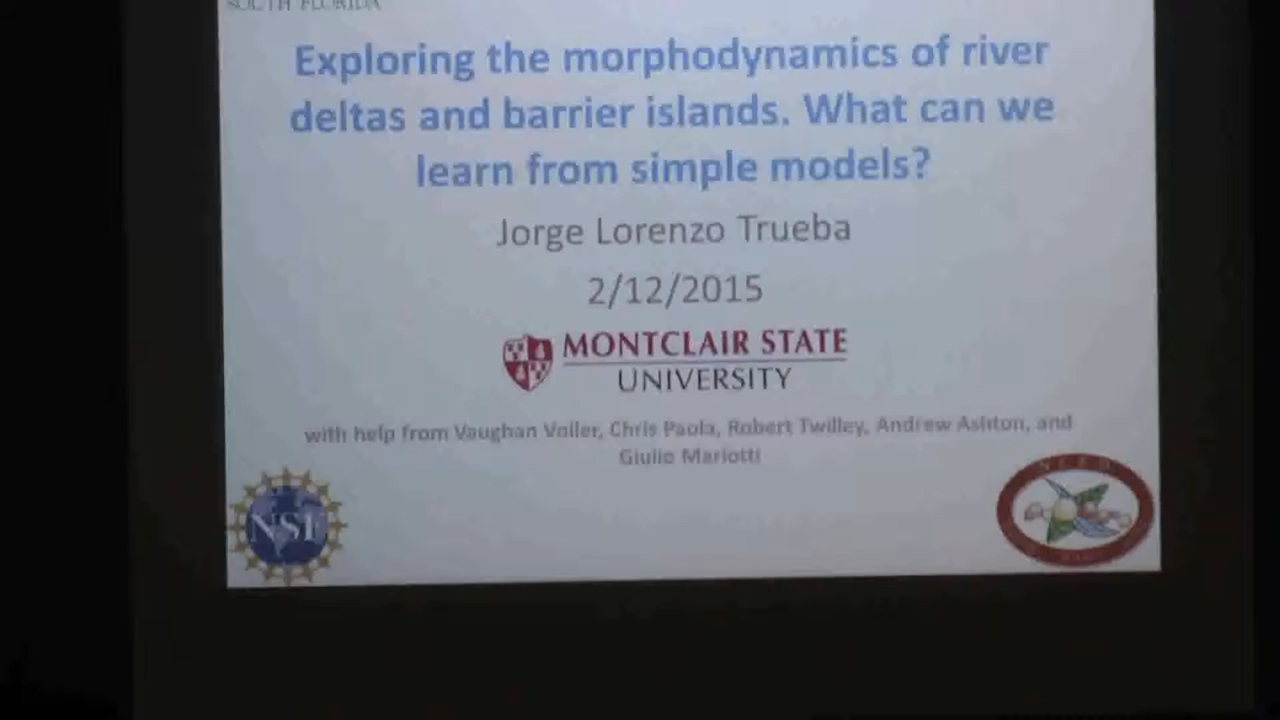 SOUTH FLORIDA
Exploring the morphodynamics of river
deltas and barrier islands. What can we
learn from simple models?
Jorge Lorenzo Trueba
2/12/2015
MONTCLAIR STATE
UNIVERSITY
with help from Vaughan Voller, Chris Paola, Robert Twilley, Andrew Ashton, and
Giulio Mariotti
NSF